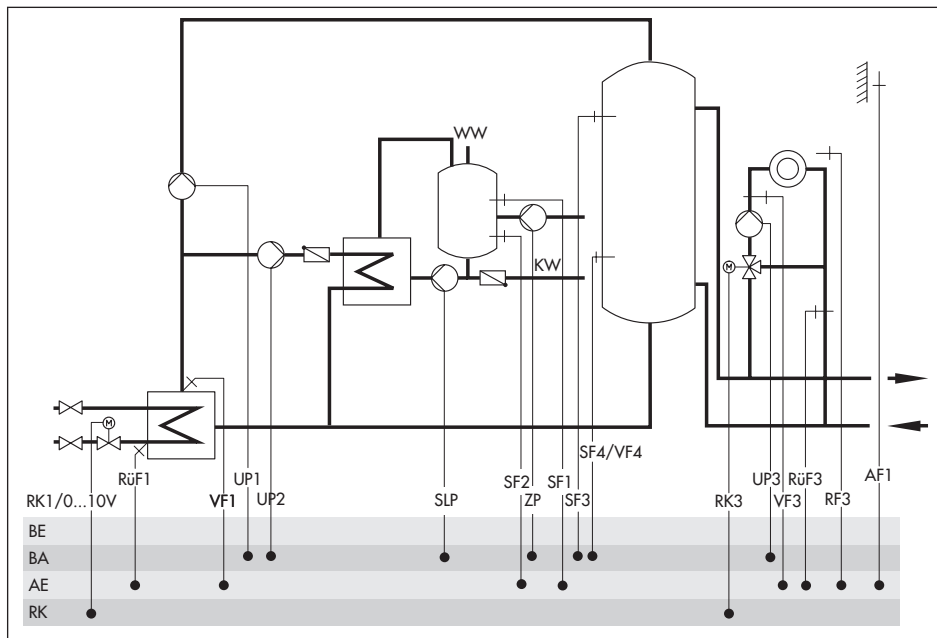 WW
KW
SF4/VF4
RüF1
UP1
SF2
SF1
UP3
RüF3
AF1
RK1/0...10V
VF1
UP2
SLP
ZP
SF3
RK3
VF3
RF3
M
M
BE
BA
AE
RK